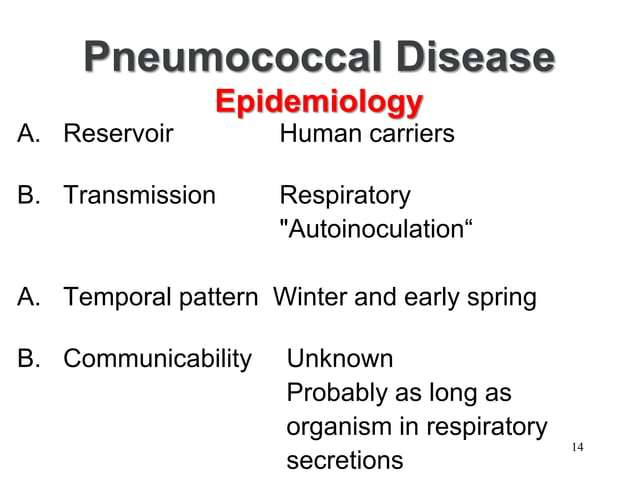 Pneumococcal Disease
Epidemiology
A. Reservoir Human carriers
B. Transmission Respiratory
"Autoinoculation“
A. Temporal pattern Winter and early spring
B. Communicability Unknown
Probably as long as
organism in respiratory
secretions
14